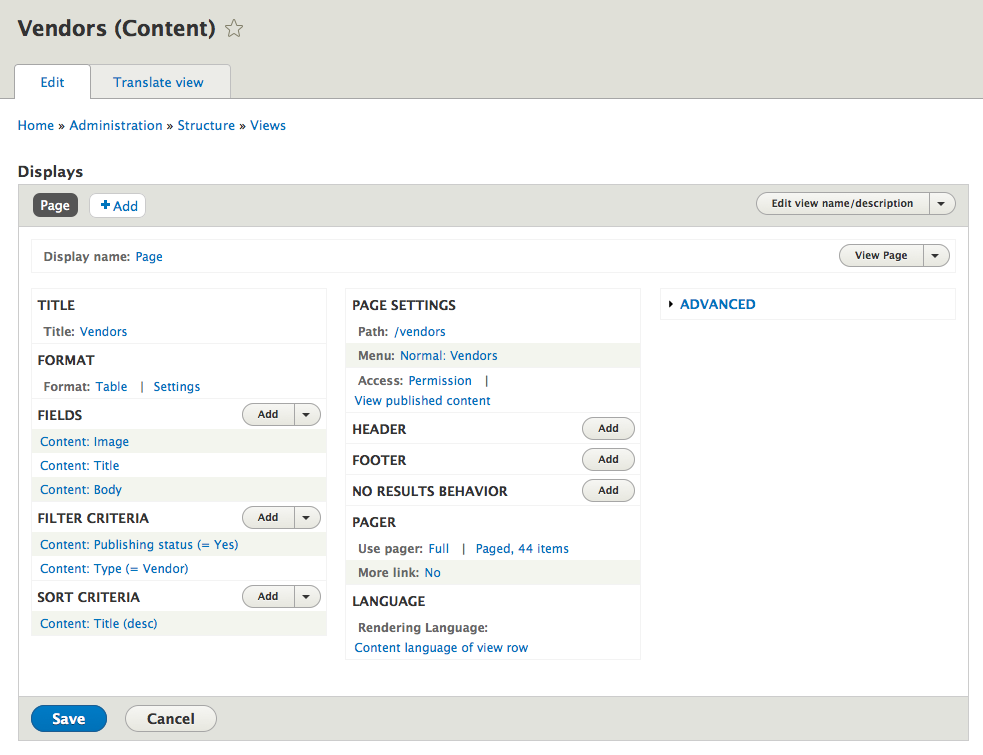 Vendors (Content)
Edit
Translate view
Home » Administration » Structure » Views
Displays
Page
+ Add
Edit view name/description
Display name: Page
View Page
TITLE
Title: Vendors
FORMAT
Format: Table | Settings
FIELDS
Add
Content: Image
Content: Title
Content: Body
FILTER CRITERIA
Add
Content: Publishing status (= Yes)
Content: Type (= Vendor)
SORT CRITERIA
Add
Content: Title (desc)
PAGE SETTINGS
Path: /vendors
Menu: Normal: Vendors
Access: Permission |
View published content
HEADER
Add
FOOTER
Add
NO RESULTS BEHAVIOR
Add
PAGER
Use pager: Full | Paged, 44 items
More link: No
LANGUAGE
Rendering Language:
Content language of view row
ADVANCED
Save
Cancel